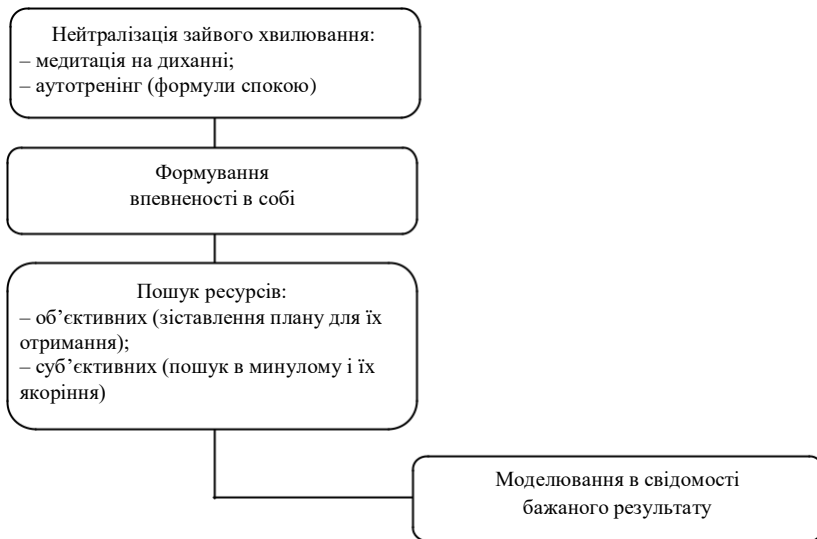 Нейтралізація зайвого хвилювання:
– медитація на диханні;
– аутотренінг (формули спокою)
Формування
впевненості в собі
Пошук ресурсів:
– об’єктивних (зіставлення плану для їх
отримання);
– суб’єктивних (пошук в минулому і їх
якоріння)
Моделювання в свідомості
бажаного результату